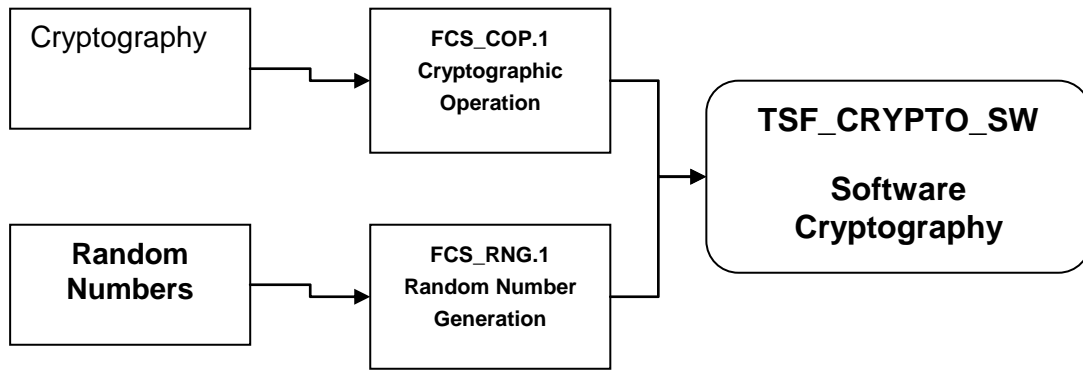 Cryptography
FCS_COP.1
Cryptographic
Operation
TSF_CRYPTO_SW
Software
Cryptography
Random
Numbers
FCS_RNG.1
Random Number
Generation